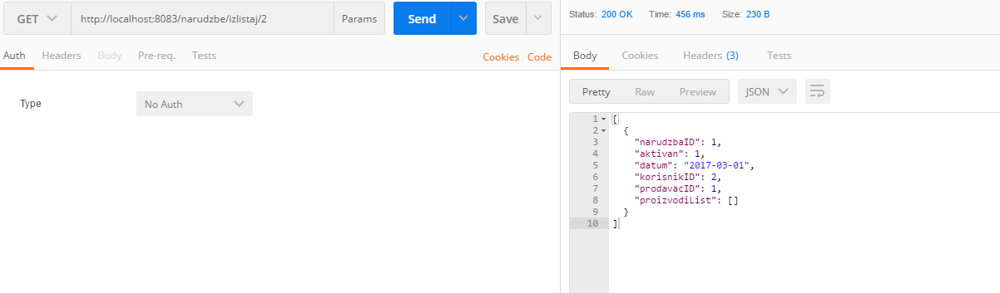 GET http://localhost:8083/narudzbe/izlistaj/2 Params Send Save
Auth Headers Body Pre-req. Tests Cookies Code
Type No Auth
Status: 200 OK Time: 456 ms Size: 230 B
Body Cookies Headers (3) Tests
Pretty Raw Preview JSON
1 [
2 {
3 "narudzbaID": 1,
4 "aktivan": 1,
5 "datum": "2017-03-01",
6 "korisnikID": 2,
7 "prodavacID": 1,
8 "proizvodiList": []
9 }
10 ]